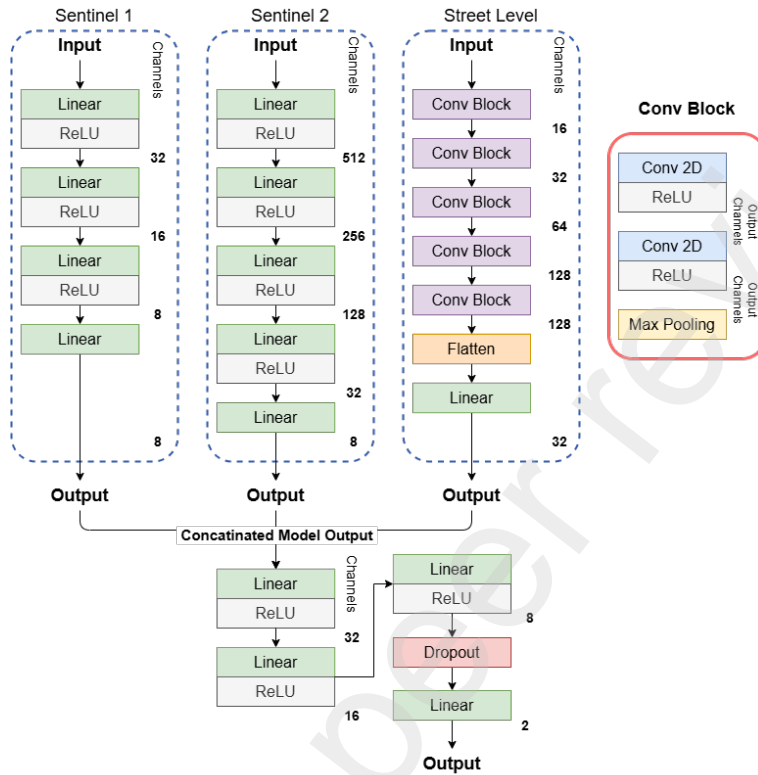 Sentinel 1
Input
Channels
Linear
ReLU
32
Linear
ReLU
16
Linear
ReLU
8
Linear
8
Output
Sentinel 2
Input
Channels
Linear
ReLU
512
Linear
ReLU
256
Linear
ReLU
128
Linear
ReLU
32
Linear
8
Output
Street Level
Input
Channels
Conv Block
16
Conv Block
32
Conv Block
64
Conv Block
128
Conv Block
128
Flatten
Linear
32
Output
Conv Block
Conv 2D
ReLU
Output
Channels
Conv 2D
ReLU
Output
Channels
Max Pooling
Concatinated Model Output
Channels
Linear
ReLU
32
Linear
ReLU
16
Linear
ReLU
8
Dropout
Linear
2
Output
peer revi